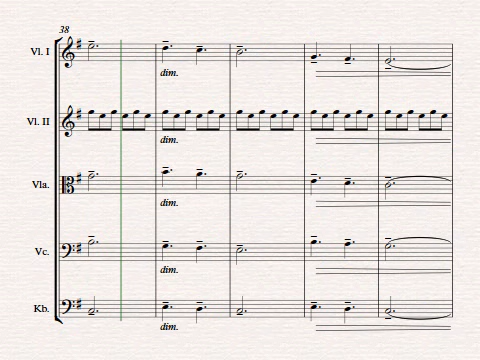 38
Vl. I
dim.
Vl. II
dim.
Vla.
dim.
Vc.
dim.
Kb.
dim.